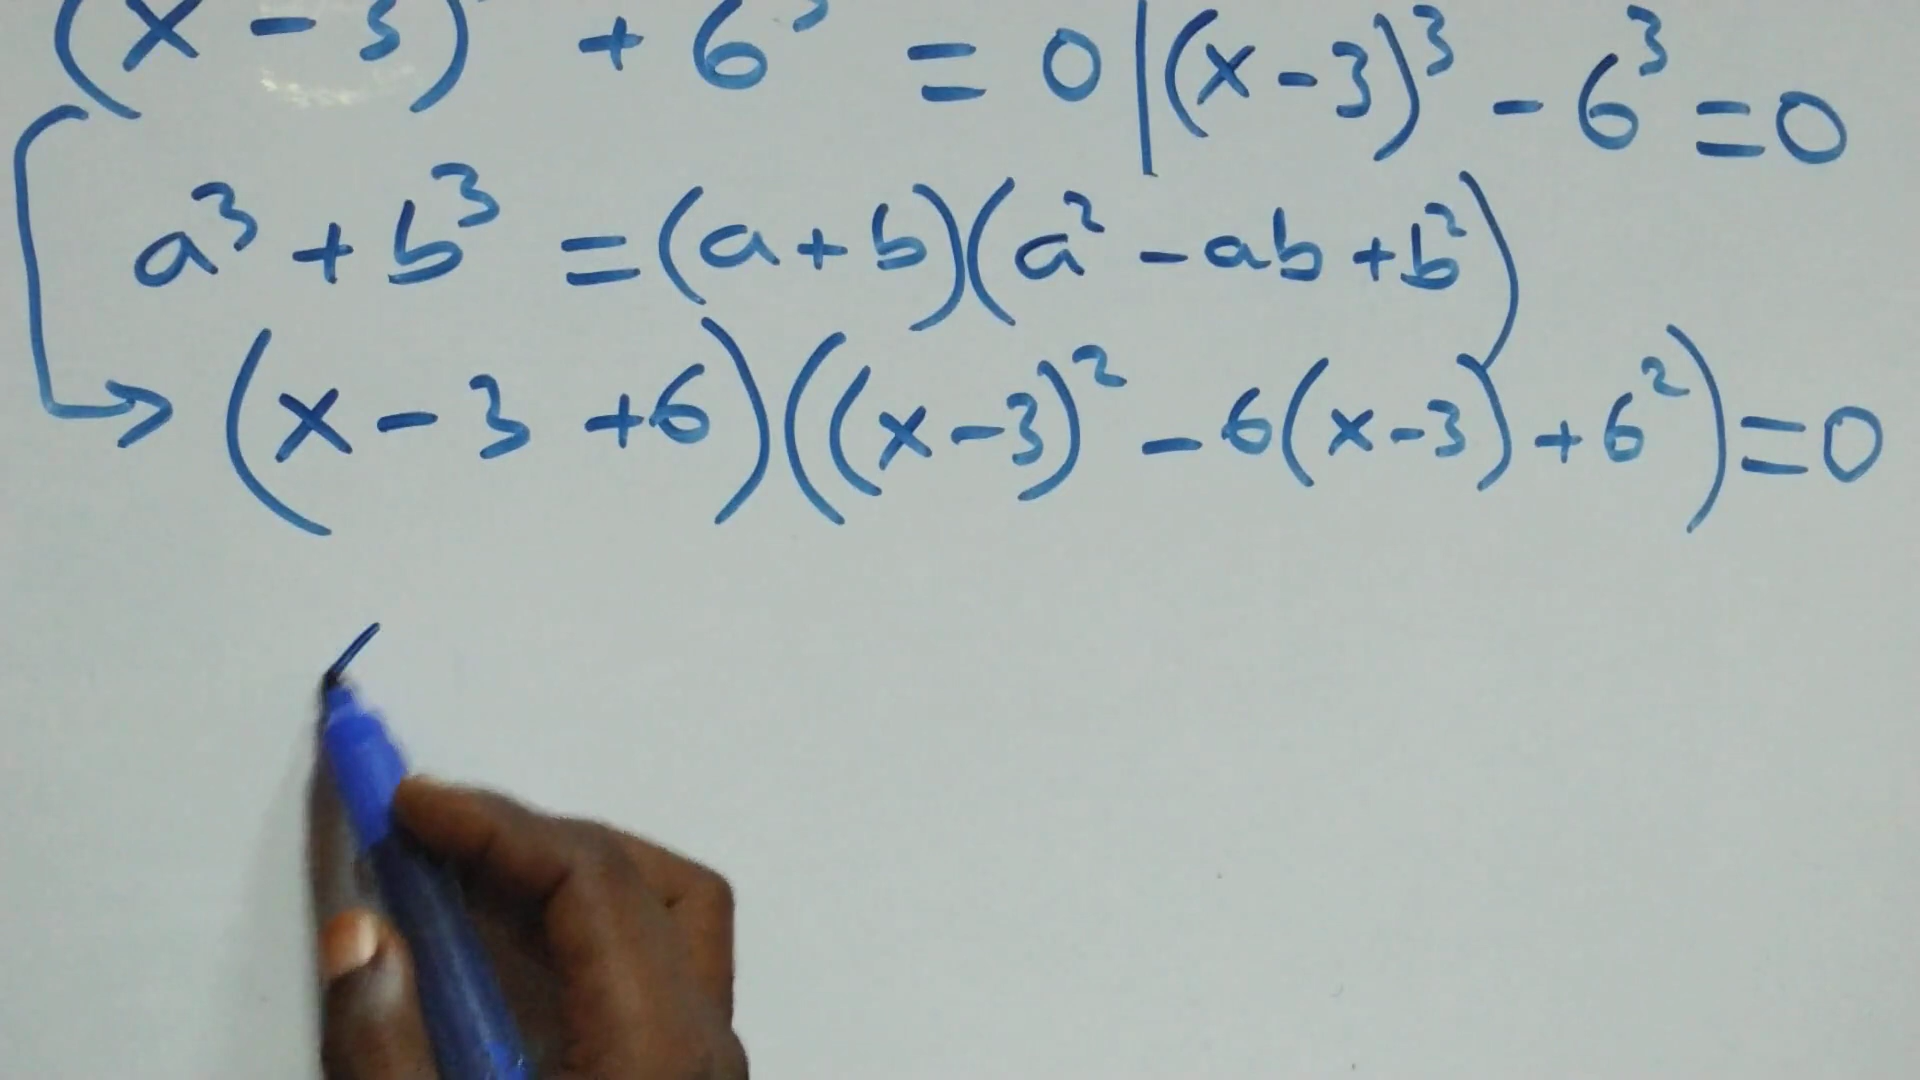 (x - 3)³ + 6³ = 0 | (x - 3)³ - 6³ = 0
a³ + b³ = (a + b)(a² - ab + b²)
(x - 3 + 6)((x - 3)² - 6(x - 3) + 6²) = 0